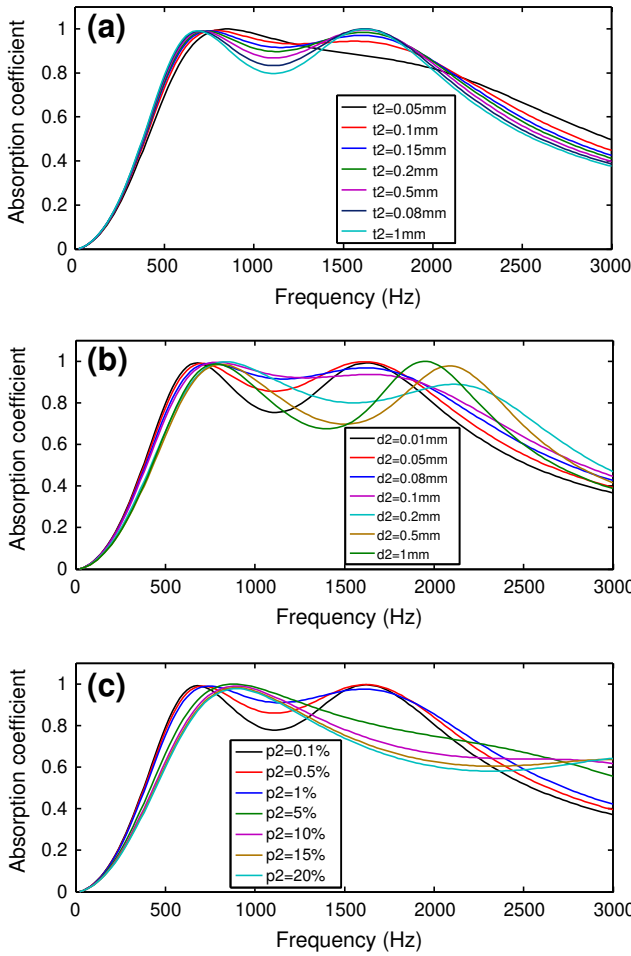 (a)
Absorption coefficient
1
0.8
0.6
0.4
0.2
0
t2=0.05mm
t2=0.1mm
t2=0.15mm
t2=0.2mm
t2=0.5mm
t2=0.08mm
t2=1mm
0 500 1000 1500 2000 2500 3000
Frequency (Hz)
(b)
Absorption coefficient
1
0.8
0.6
0.4
0.2
0
d2=0.01mm
d2=0.05mm
d2=0.08mm
d2=0.1mm
d2=0.2mm
d2=0.5mm
d2=1mm
0 500 1000 1500 2000 2500 3000
Frequency (Hz)
(c)
Absorption coefficient
1
0.8
0.6
0.4
0.2
0
p2=0.1%
p2=0.5%
p2=1%
p2=5%
p2=10%
p2=15%
p2=20%
0 500 1000 1500 2000 2500 3000
Frequency (Hz)